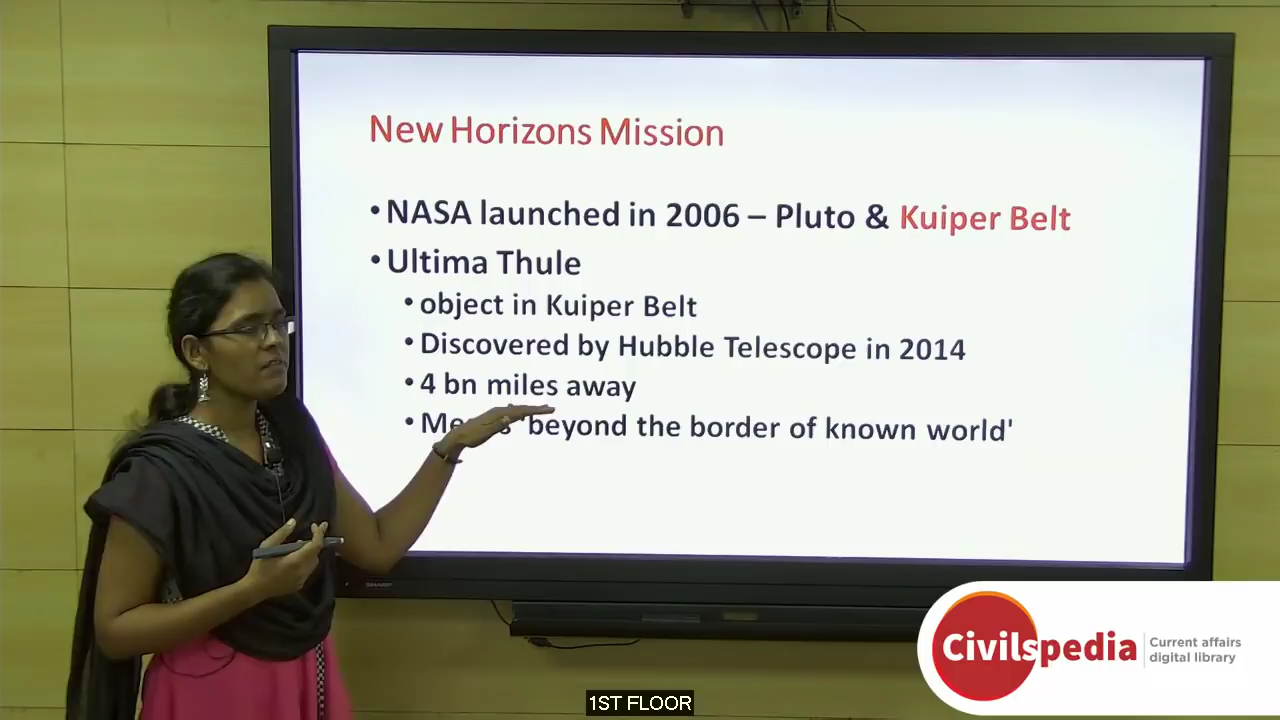 New Horizons Mission
• NASA launched in 2006 – Pluto & Kuiper Belt
• Ultima Thule
• object in Kuiper Belt
• Discovered by Hubble Telescope in 2014
• 4 bn miles away
• 'beyond the border of known world'
SHARP
Civilspedia
Current affairs
digital library
1ST FLOOR